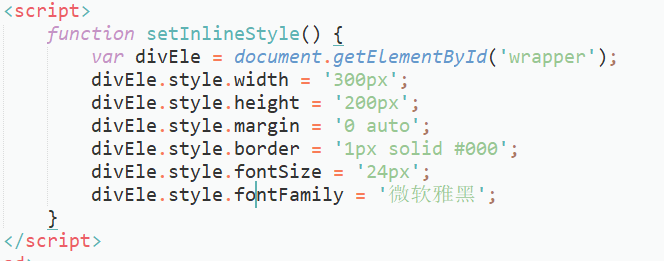 <script>
function setInlineStyle() {
var divEle = document.getElementById('wrapper');
divEle.style.width = '300px';
divEle.style.height = '200px';
divEle.style.margin = '0 auto';
divEle.style.border = '1px solid #000';
divEle.style.fontSize = '24px';
divEle.style.fontFamily = '微软雅黑';
}
</script>